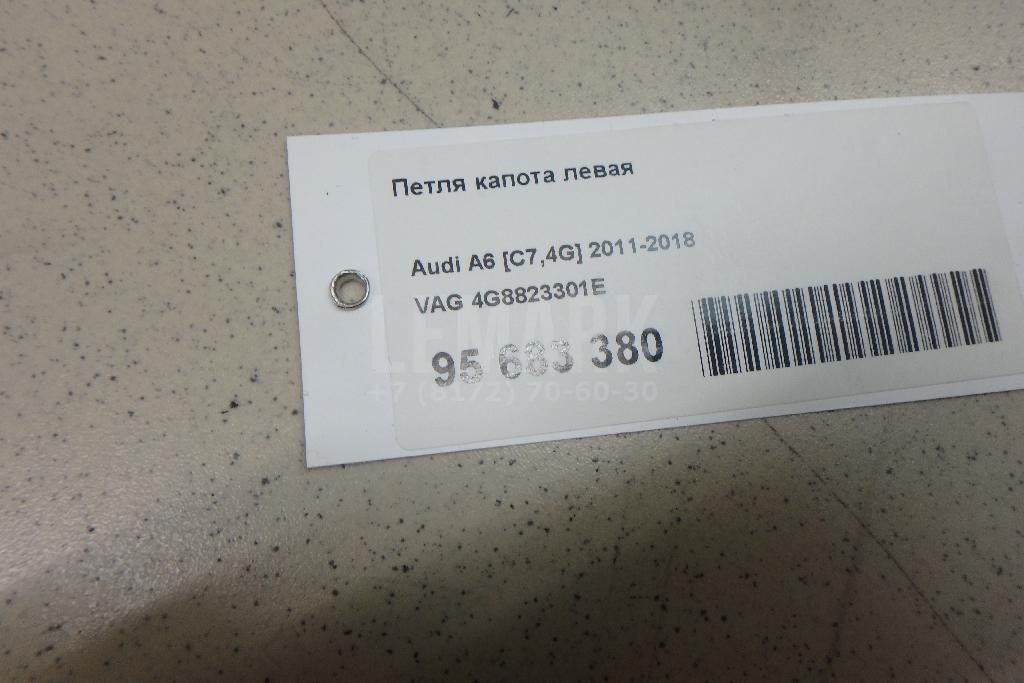 Петля капота левая
Audi A6 [C7,4G] 2011-2018
VAG 4G8823301E
95 683 380
LEMARK
+7 (8172) 70-60-30